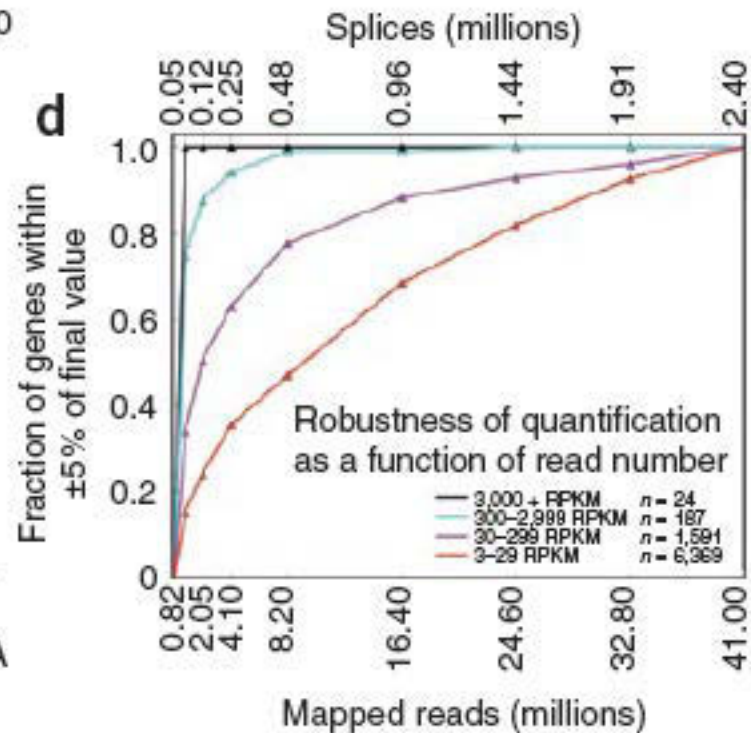 Splices (millions)
0.05 0.12 0.25 0.48 0.96 1.44 1.91 2.40
d
1.0
0.8
0.6
0.4
0.2
0
Fraction of genes within
±5% of final value
Robustness of quantification
as a function of read number
3,000 + RPKM n = 24
300–2,999 RPKM n = 187
30–299 RPKM n = 1,591
3–29 RPKM n = 6,369
0.82 2.05 4.10 8.20 16.40 24.60 32.80 41.00
Mapped reads (millions)